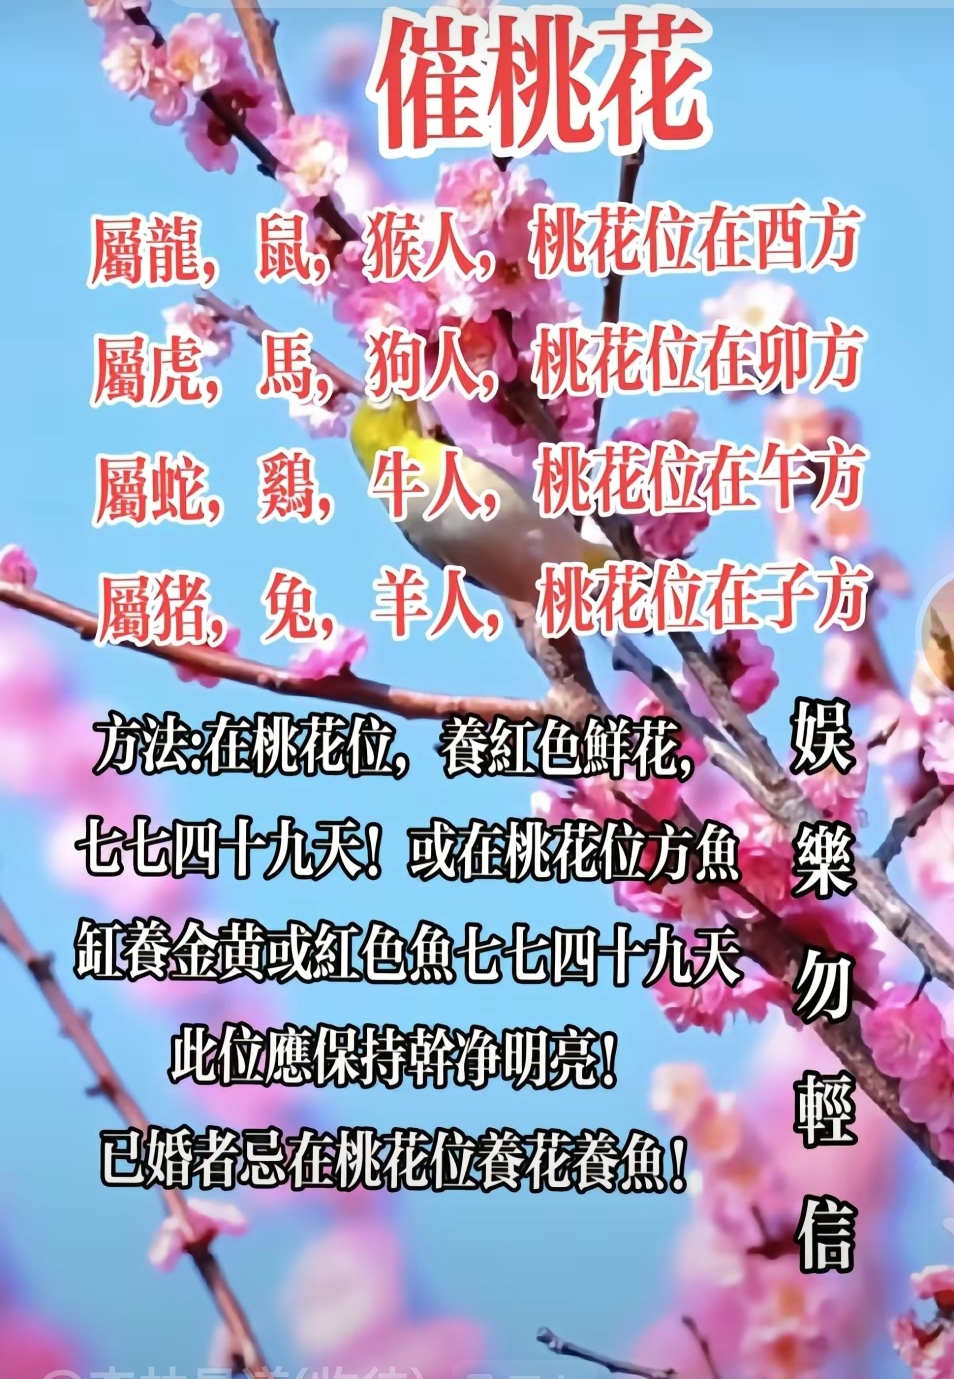 催桃花
屬龍，鼠，猴人，桃花位在酉方
屬虎，馬，狗人，桃花位在卯方
屬蛇，鷄，牛人，桃花位在午方
屬猪，兔，羊人，桃花位在子方
方法:在桃花位，養紅色鮮花，
七七四十九天！或在桃花位方魚
缸養金黄或紅色魚七七四十九天
此位應保持幹净明亮！
已婚者忌在桃花位養花養魚！
娱樂勿輕信